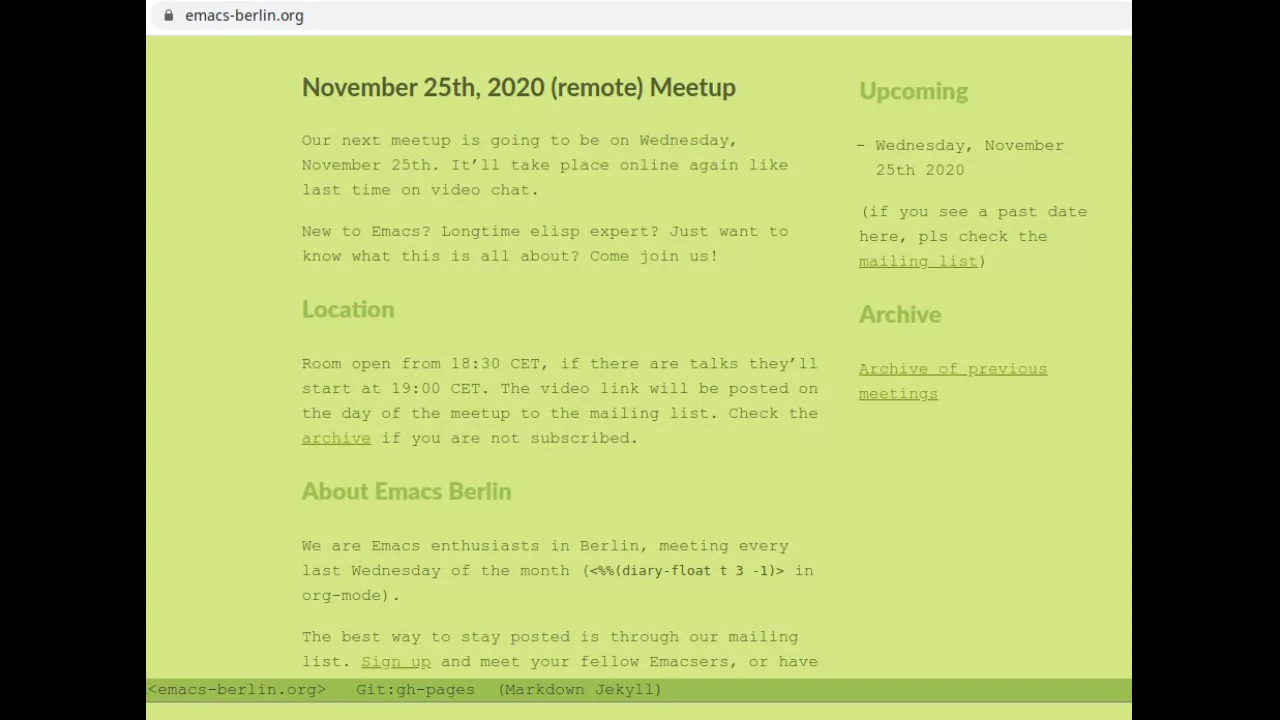 emacs-berlin.org
November 25th, 2020 (remote) Meetup
Our next meetup is going to be on Wednesday,
November 25th. It’ll take place online again like
last time on video chat.
New to Emacs? Longtime elisp expert? Just want to
know what this is all about? Come join us!
Location
Room open from 18:30 CET, if there are talks they’ll
start at 19:00 CET. The video link will be posted on
the day of the meetup to the mailing list. Check the
archive if you are not subscribed.
About Emacs Berlin
We are Emacs enthusiasts in Berlin, meeting every
last Wednesday of the month (<%%(diary-float t 3 -1)> in
org-mode).
The best way to stay posted is through our mailing
list. Sign up and meet your fellow Emacsers, or have
Upcoming
- Wednesday, November
25th 2020
(if you see a past date
here, pls check the
mailing list)
Archive
Archive of previous
meetings
<emacs-berlin.org> Git:gh-pages (Markdown Jekyll)